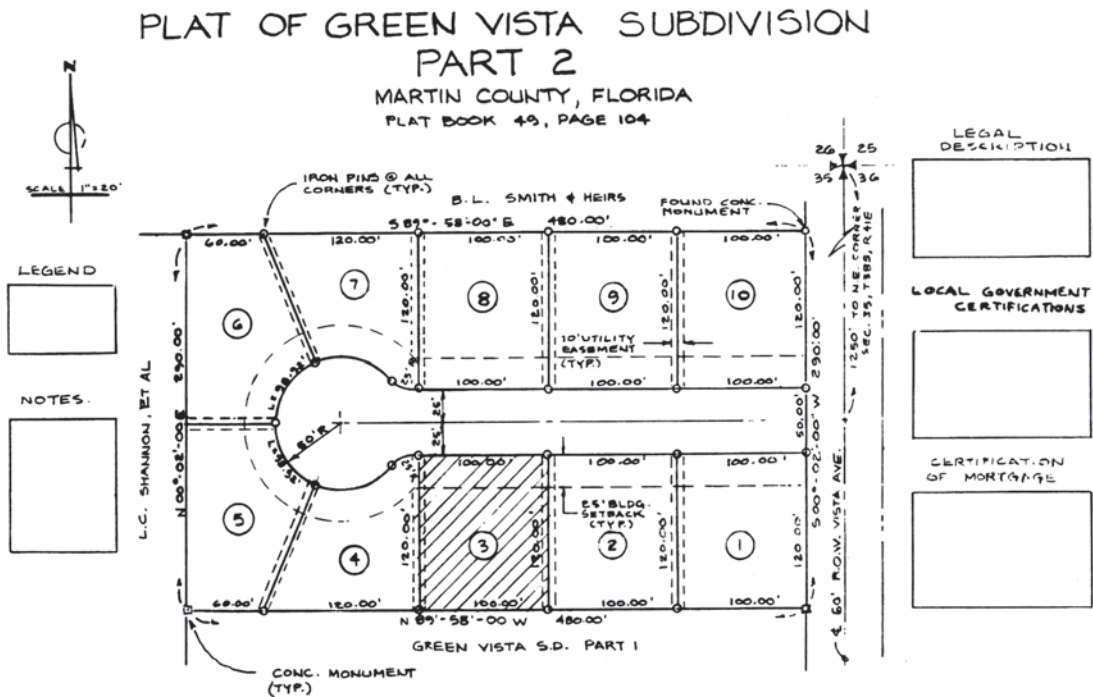 PLAT OF GREEN VISTA SUBDIVISION
PART 2
MARTIN COUNTY, FLORIDA
PLAT BOOK 49, PAGE 104
N
SCALE 1"=20'
LEGEND
NOTES.
IRON PINS @ ALL
CORNERS (TYP.)
B.L. SMITH & HEIRS
S 89°-58'-00" E 480.00'
FOUND CONC.
MONUMENT
26 25
35 36
LEGAL
DESCRIPTION
LOCAL GOVERNMENT
CERTIFICATIONS
CERTIFICATION
OF MORTGAGE
60.00'
120.00'
100.00'
100.00'
100.00'
6
7
8
9
10
120.00'
120.00'
120.00'
120.00'
10' UTILITY
EASEMENT
(TYP.)
100.00'
100.00'
100.00'
290.00'
N 00°-02'-00 E
L.C. SHANNON, ET AL
25'
25'
50.00'
290.00'
S 00°-02'-00" W
1250' TO N.E. CORNER
SEC. 35, T38S, R41E
℄ 60' R.O.W. VISTA AVE.
100.00
100.00'
100.00'
25' BLDG.
SETBACK
(TYP.)
5
4
3
2
1
120.00'
120.00'
120.00'
120.00'
60.00'
120.00'
100.00'
100.00'
100.00'
N 89°-58'-00 W 480.00'
GREEN VISTA S.D. PART 1
CONC. MONUMENT
(TYP.)